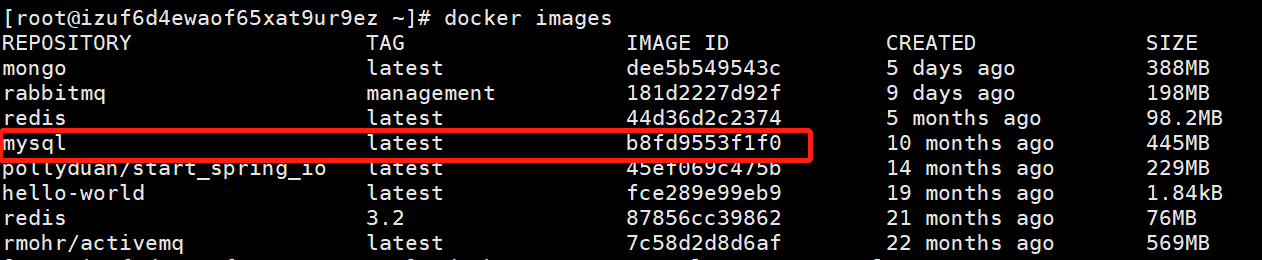 [root@izuf6d4ewaof65xat9ur9ez ~]# docker images
REPOSITORY TAG IMAGE ID CREATED SIZE
mongo latest dee5b549543c 5 days ago 388MB
rabbitmq management 181d2227d92f 9 days ago 198MB
redis latest 44d36d2c2374 5 months ago 98.2MB
mysql latest b8fd9553f1f0 10 months ago 445MB
pollyduan/start_spring_io latest 45ef069c475b 14 months ago 229MB
hello-world latest fce289e99eb9 19 months ago 1.84kB
redis 3.2 87856cc39862 21 months ago 76MB
rmohr/activemq latest 7c58d2d8d6af 22 months ago 569MB